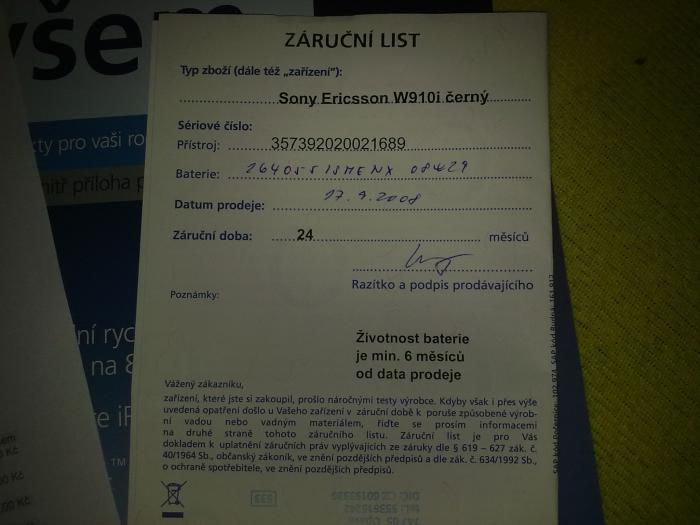 všem
kty pro vaši ro
nitř příloha p
ní ryc
na 8
e iF
TM
ZÁRUČNÍ LIST
Typ zboží (dále též „zařízení“):
Sony Ericsson W910i černý
Sériové číslo:
Přístroj: 357392020021689
Baterie:
Datum prodeje: 17.9.2008
Záruční doba: 24 měsíců
Razítko a podpis prodávajícího
Poznámky:
Životnost baterie
je min. 6 měsíců
od data prodeje
Vážený zákazníku,
zařízení, které jste si zakoupil, prošlo náročnými testy výrobce. Kdyby však i přes výše
uvedená opatření došlo u Vašeho zařízení v záruční době k poruše způsobené výrob-
ní vadou nebo vadným materiálem, řiďte se prosím informacemi
na druhé straně tohoto záručního listu. Záruční list je pro Vás
dokladem k uplatnění záručních práv vyplývajících ze záruky dle § 619 – 627 zák. č.
40/1964 Sb., občanský zákoník, ve znění pozdějších předpisů a dle zák. č. 634/1992 Sb.,
o ochraně spotřebitele, ve znění pozdějších předpisů.